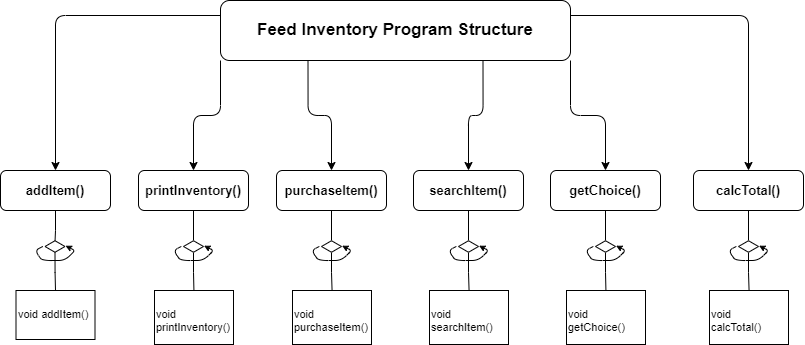 Feed Inventory Program Structure
addItem()
printInventory()
purchaseItem()
searchItem()
getChoice()
calcTotal()
void addItem()
void
printInventory()
void
purchaseItem()
void
searchItem()
void
getChoice()
void
calcTotal()